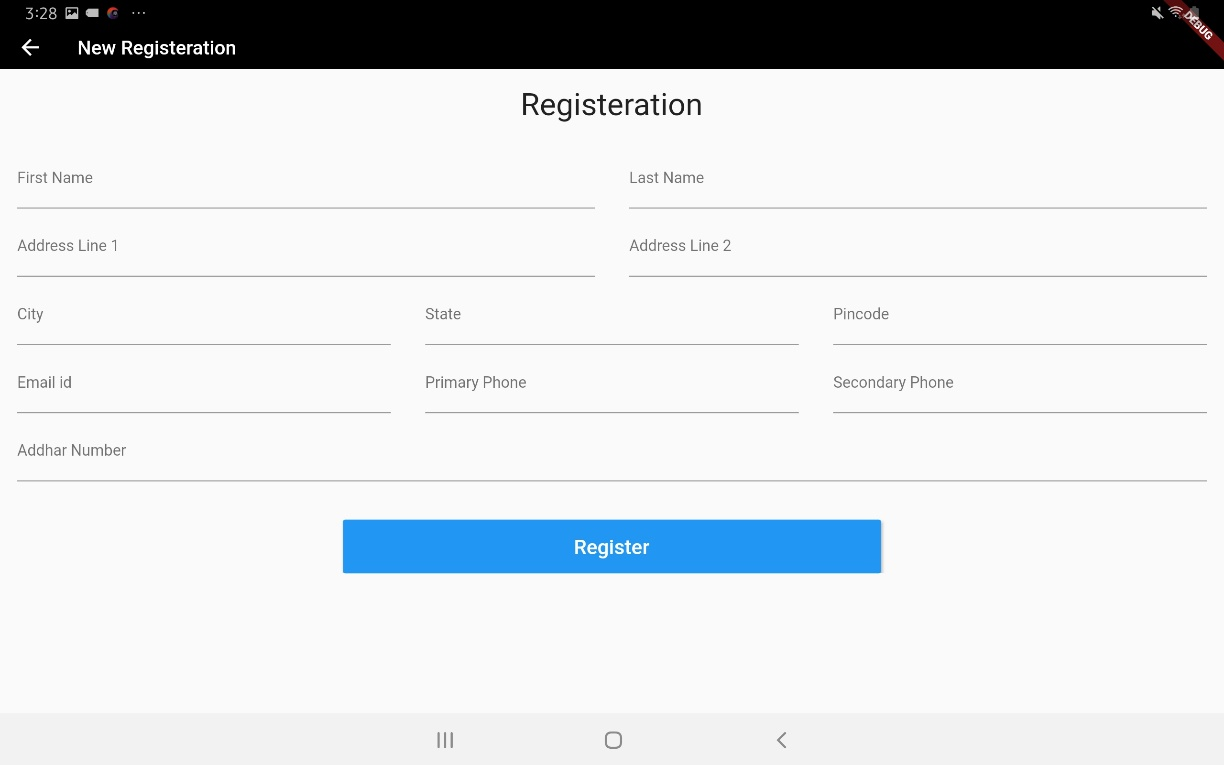 3:28
DEBUG
New Registeration
Registeration
First Name
Last Name
Address Line 1
Address Line 2
City
State
Pincode
Email id
Primary Phone
Secondary Phone
Addhar Number
Register